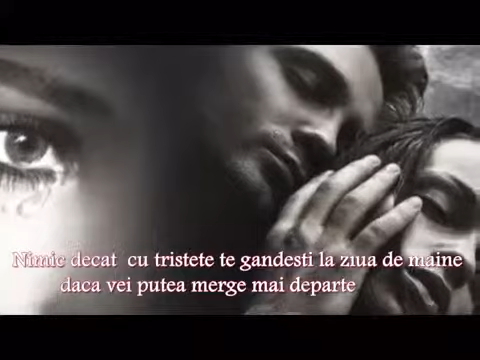 Nimic decat cu tristete te gandesti la ziua de maine
daca vei putea merge mai departe